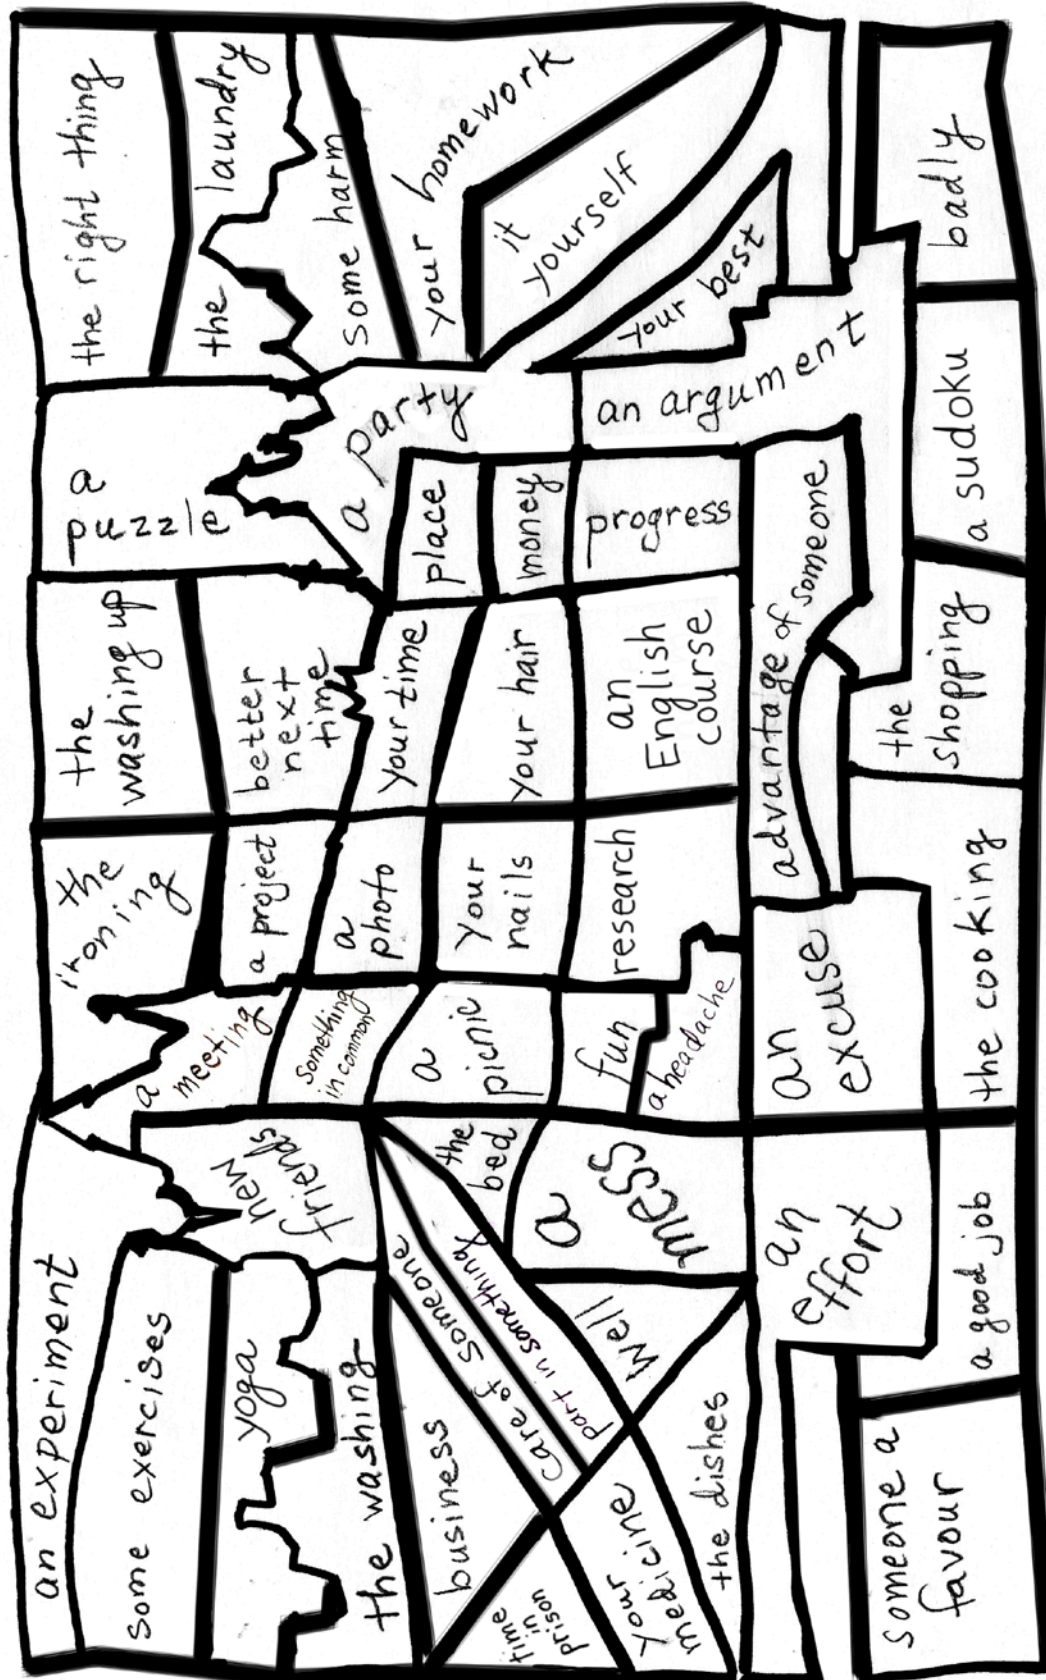 an experiment
some exercises
yoga
the washing
the
ironing
the
washing up
a
puzzle
the right thing
the laundry
some harm
a
meeting
a project
better
next
time
new
friends
something
in common
a
photo
your time
a party
your homework
business
care of someone
part in something
the
bed
a
picnic
your
nails
your hair
place
money
it
yourself
time
in
prison
your
medicine
the dishes
well
a
mess
fun
a headache
research
an
English
course
progress
an argument
your best
an
effort
an
excuse
advantage of someone
someone a
favour
a good job
the cooking
the
shopping
a sudoku
badly